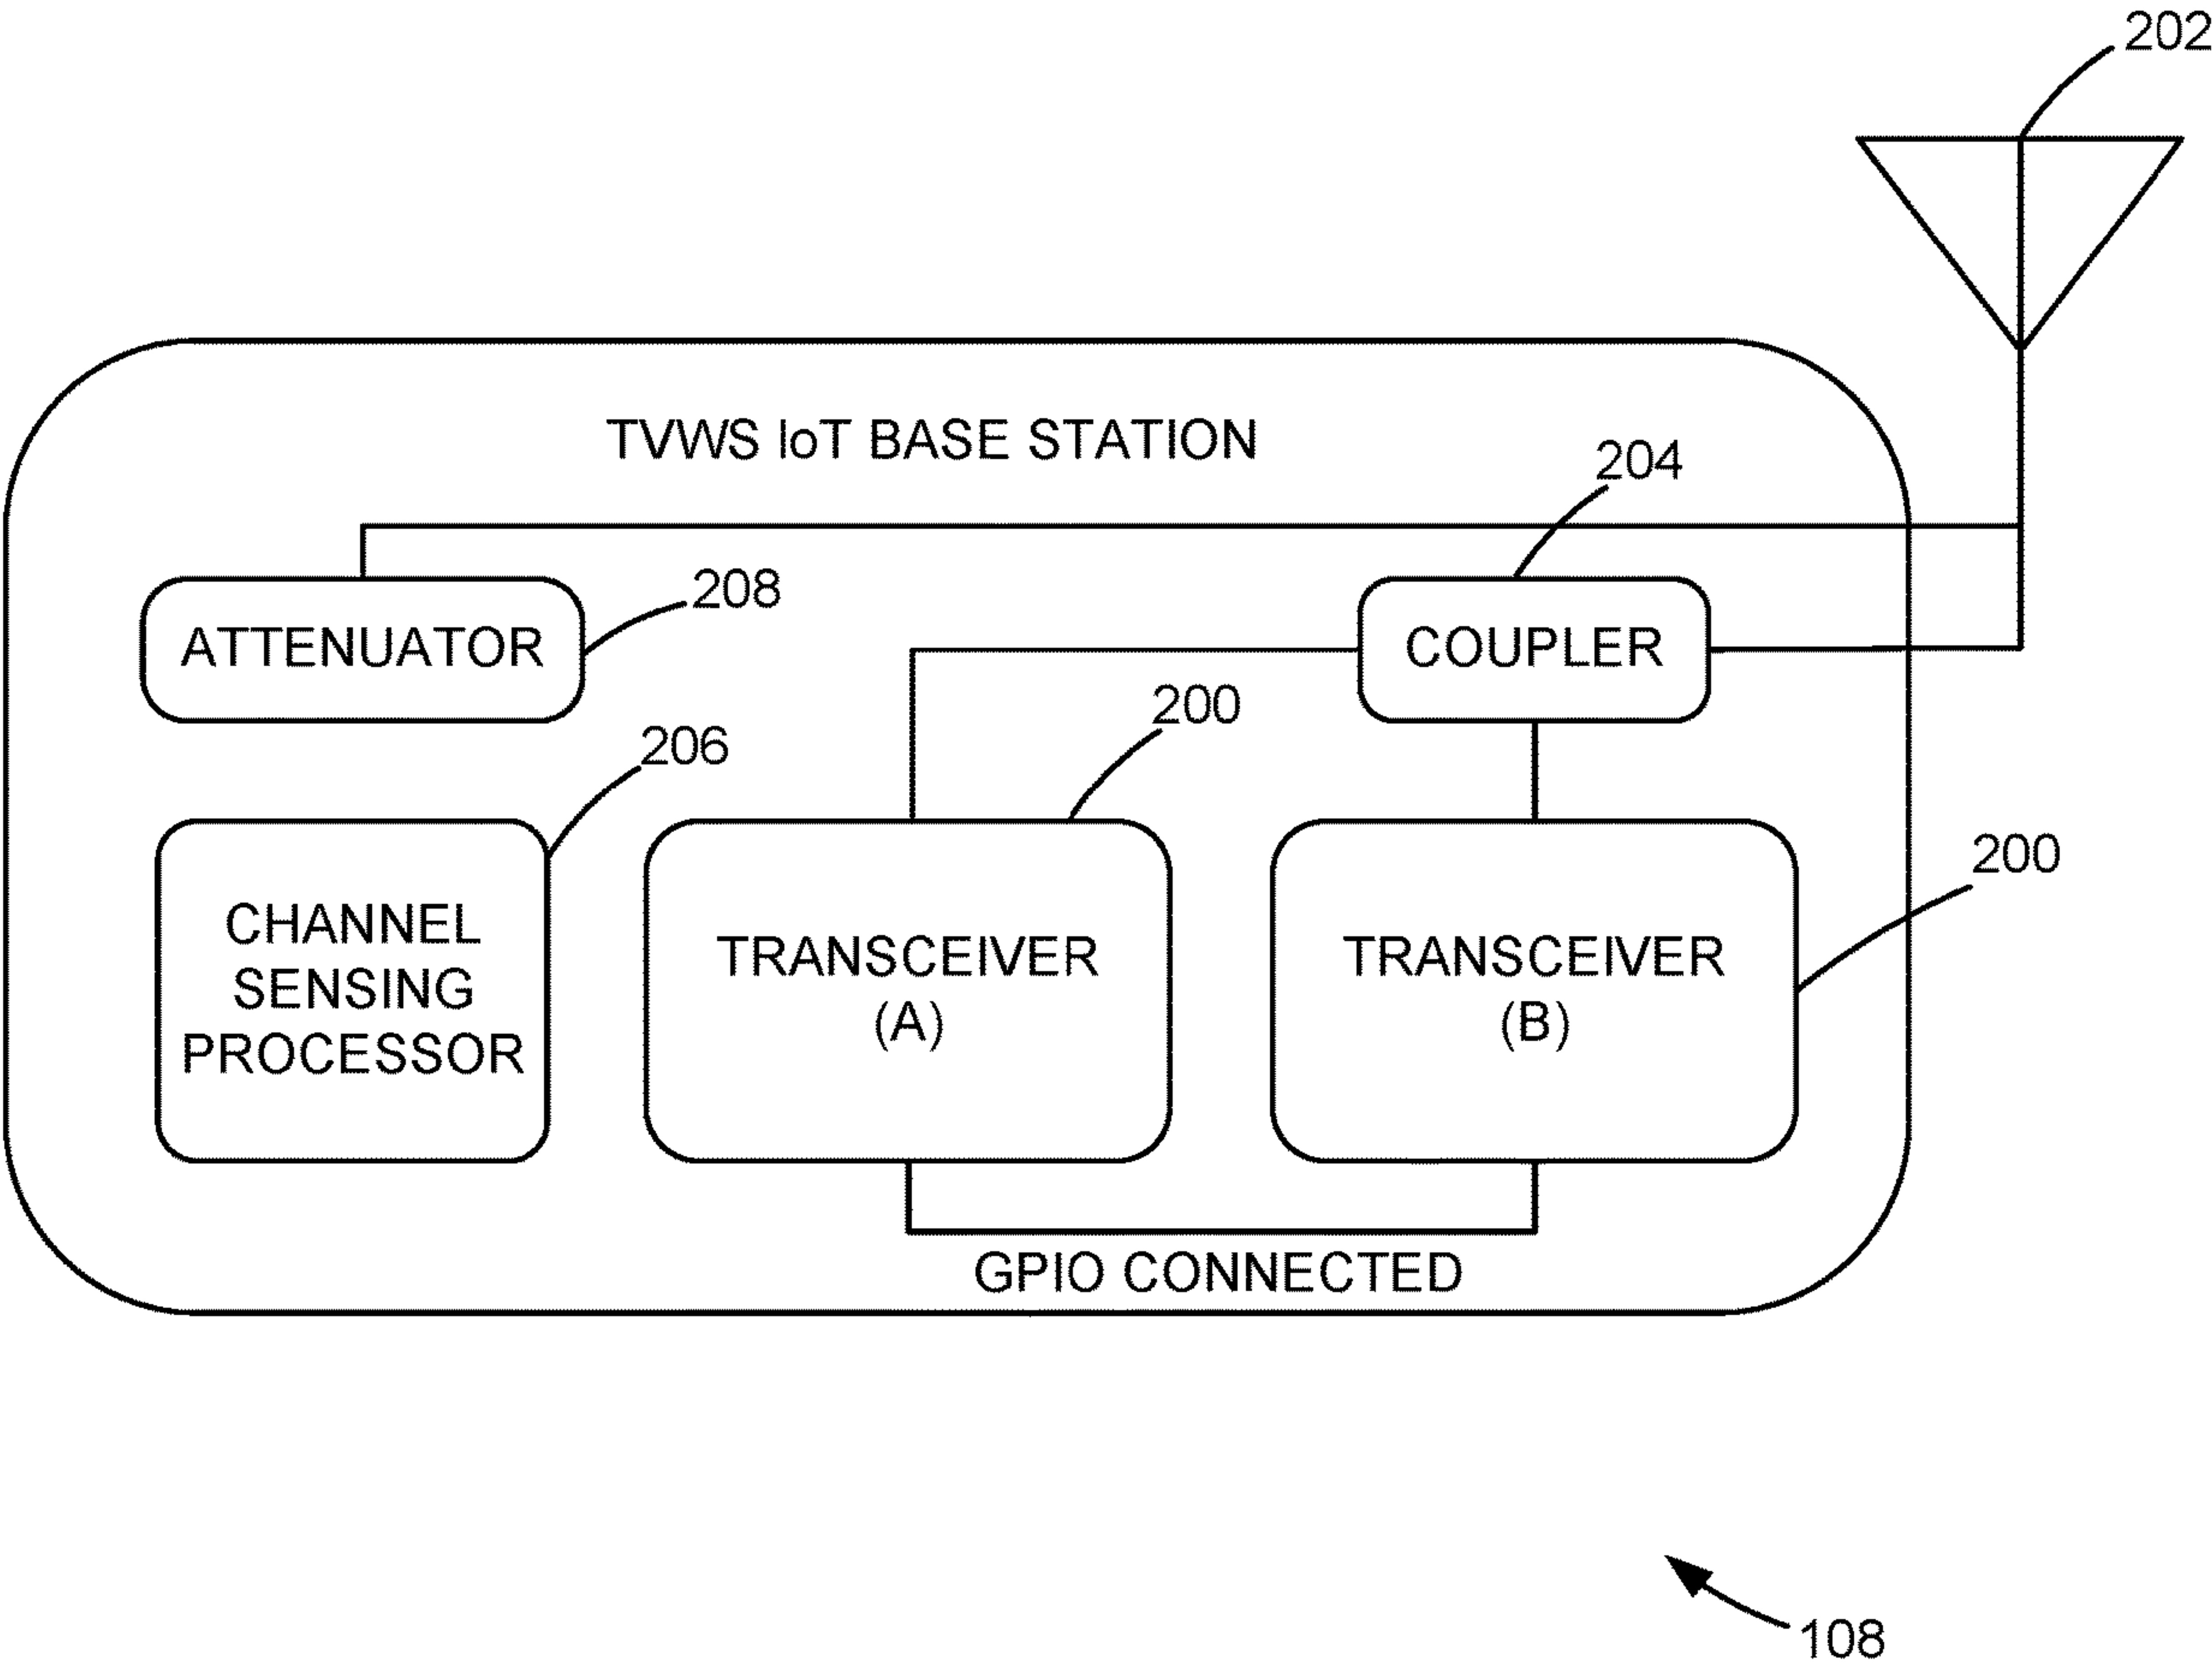 202
TVWS IoT BASE STATION
204
ATTENUATOR
208
COUPLER
200
206
CHANNEL
SENSING
PROCESSOR
TRANSCEIVER
(A)
TRANSCEIVER
(B)
200
GPIO CONNECTED
108